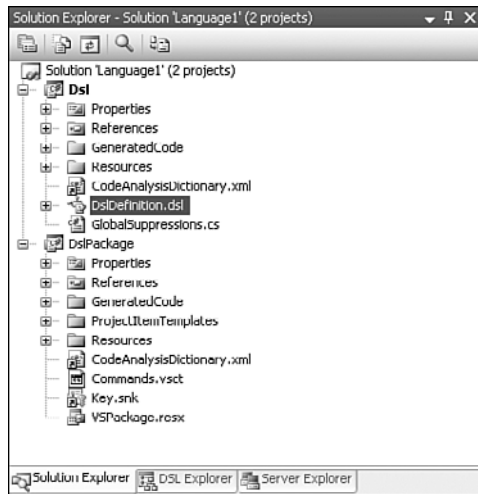 Solution Explorer - Solution 'Language1' (2 projects)
Solution 'Language1' (2 projects)
Dsl
Properties
References
GeneratedCode
Resources
CodeAnalysisDictionary.xml
DslDefinition.dsl
GlobalSuppressions.cs
DslPackage
Properties
References
GeneratedCode
ProjectItemTemplates
Resources
CodeAnalysisDictionary.xml
Commands.vsct
Key.snk
VSPackage.resx
Solution Explorer DSL Explorer Server Explorer